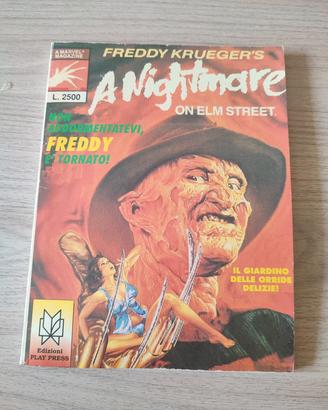 A MARVEL
MAGAZINE
FREDDY KRUEGER'S
A Nightmare
ON ELM STREET
L. 2500
NON
ADDORMENTATEVI,
FREDDY
E' TORNATO!
IL GIARDINO
DELLE ORRIDE
DELIZIE!
Edizioni
PLAY PRESS